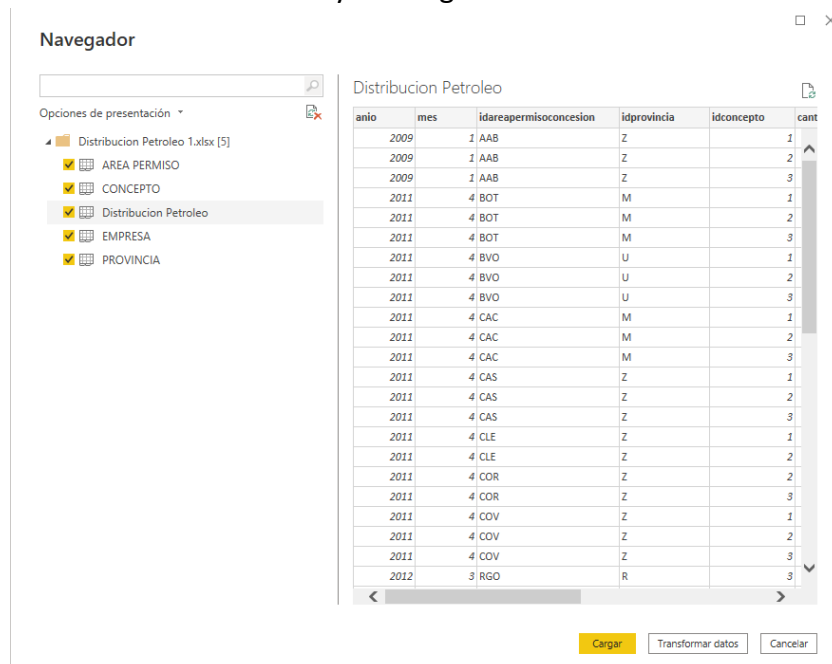 Navegador
Opciones de presentación
Distribucion Petroleo 1.xlsx [5]
AREA PERMISO
CONCEPTO
Distribucion Petroleo
EMPRESA
PROVINCIA
Distribucion Petroleo
anio mes idareapermisoconcesion idprovincia idconcepto cant
2009 1 AAB Z 1
2009 1 AAB Z 2
2009 1 AAB Z 3
2011 4 BOT M 1
2011 4 BOT M 2
2011 4 BOT M 3
2011 4 BVO U 1
2011 4 BVO U 2
2011 4 BVO U 3
2011 4 CAC M 1
2011 4 CAC M 2
2011 4 CAC M 3
2011 4 CAS Z 1
2011 4 CAS Z 2
2011 4 CAS Z 3
2011 4 CLE Z 1
2011 4 CLE Z 2
2011 4 COR Z 2
2011 4 COR Z 3
2011 4 COV Z 1
2011 4 COV Z 2
2011 4 COV Z 3
2012 3 RGO R 3
Cargar Transformar datos Cancelar